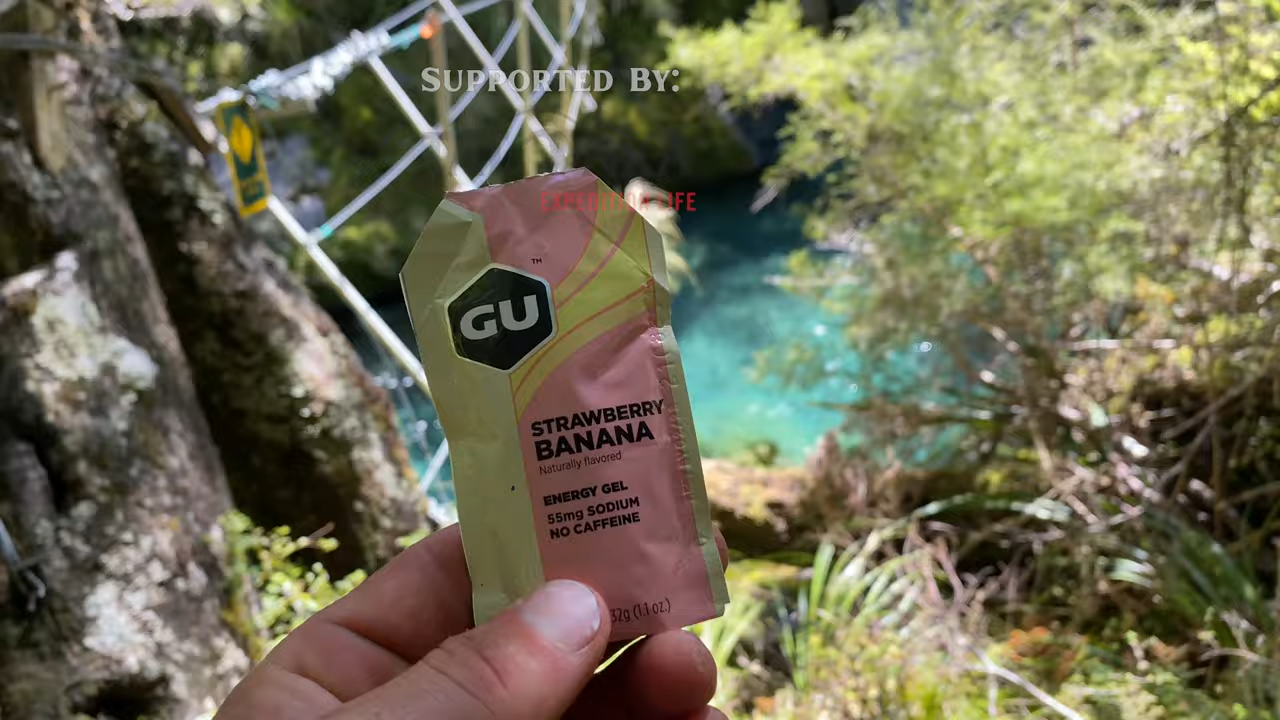 Supported By:
EXPEDITION LIFE
™
GU
STRAWBERRY
BANANA
Naturally flavored
ENERGY GEL
55mg SODIUM
NO CAFFEINE
32g (1.1 oz.)